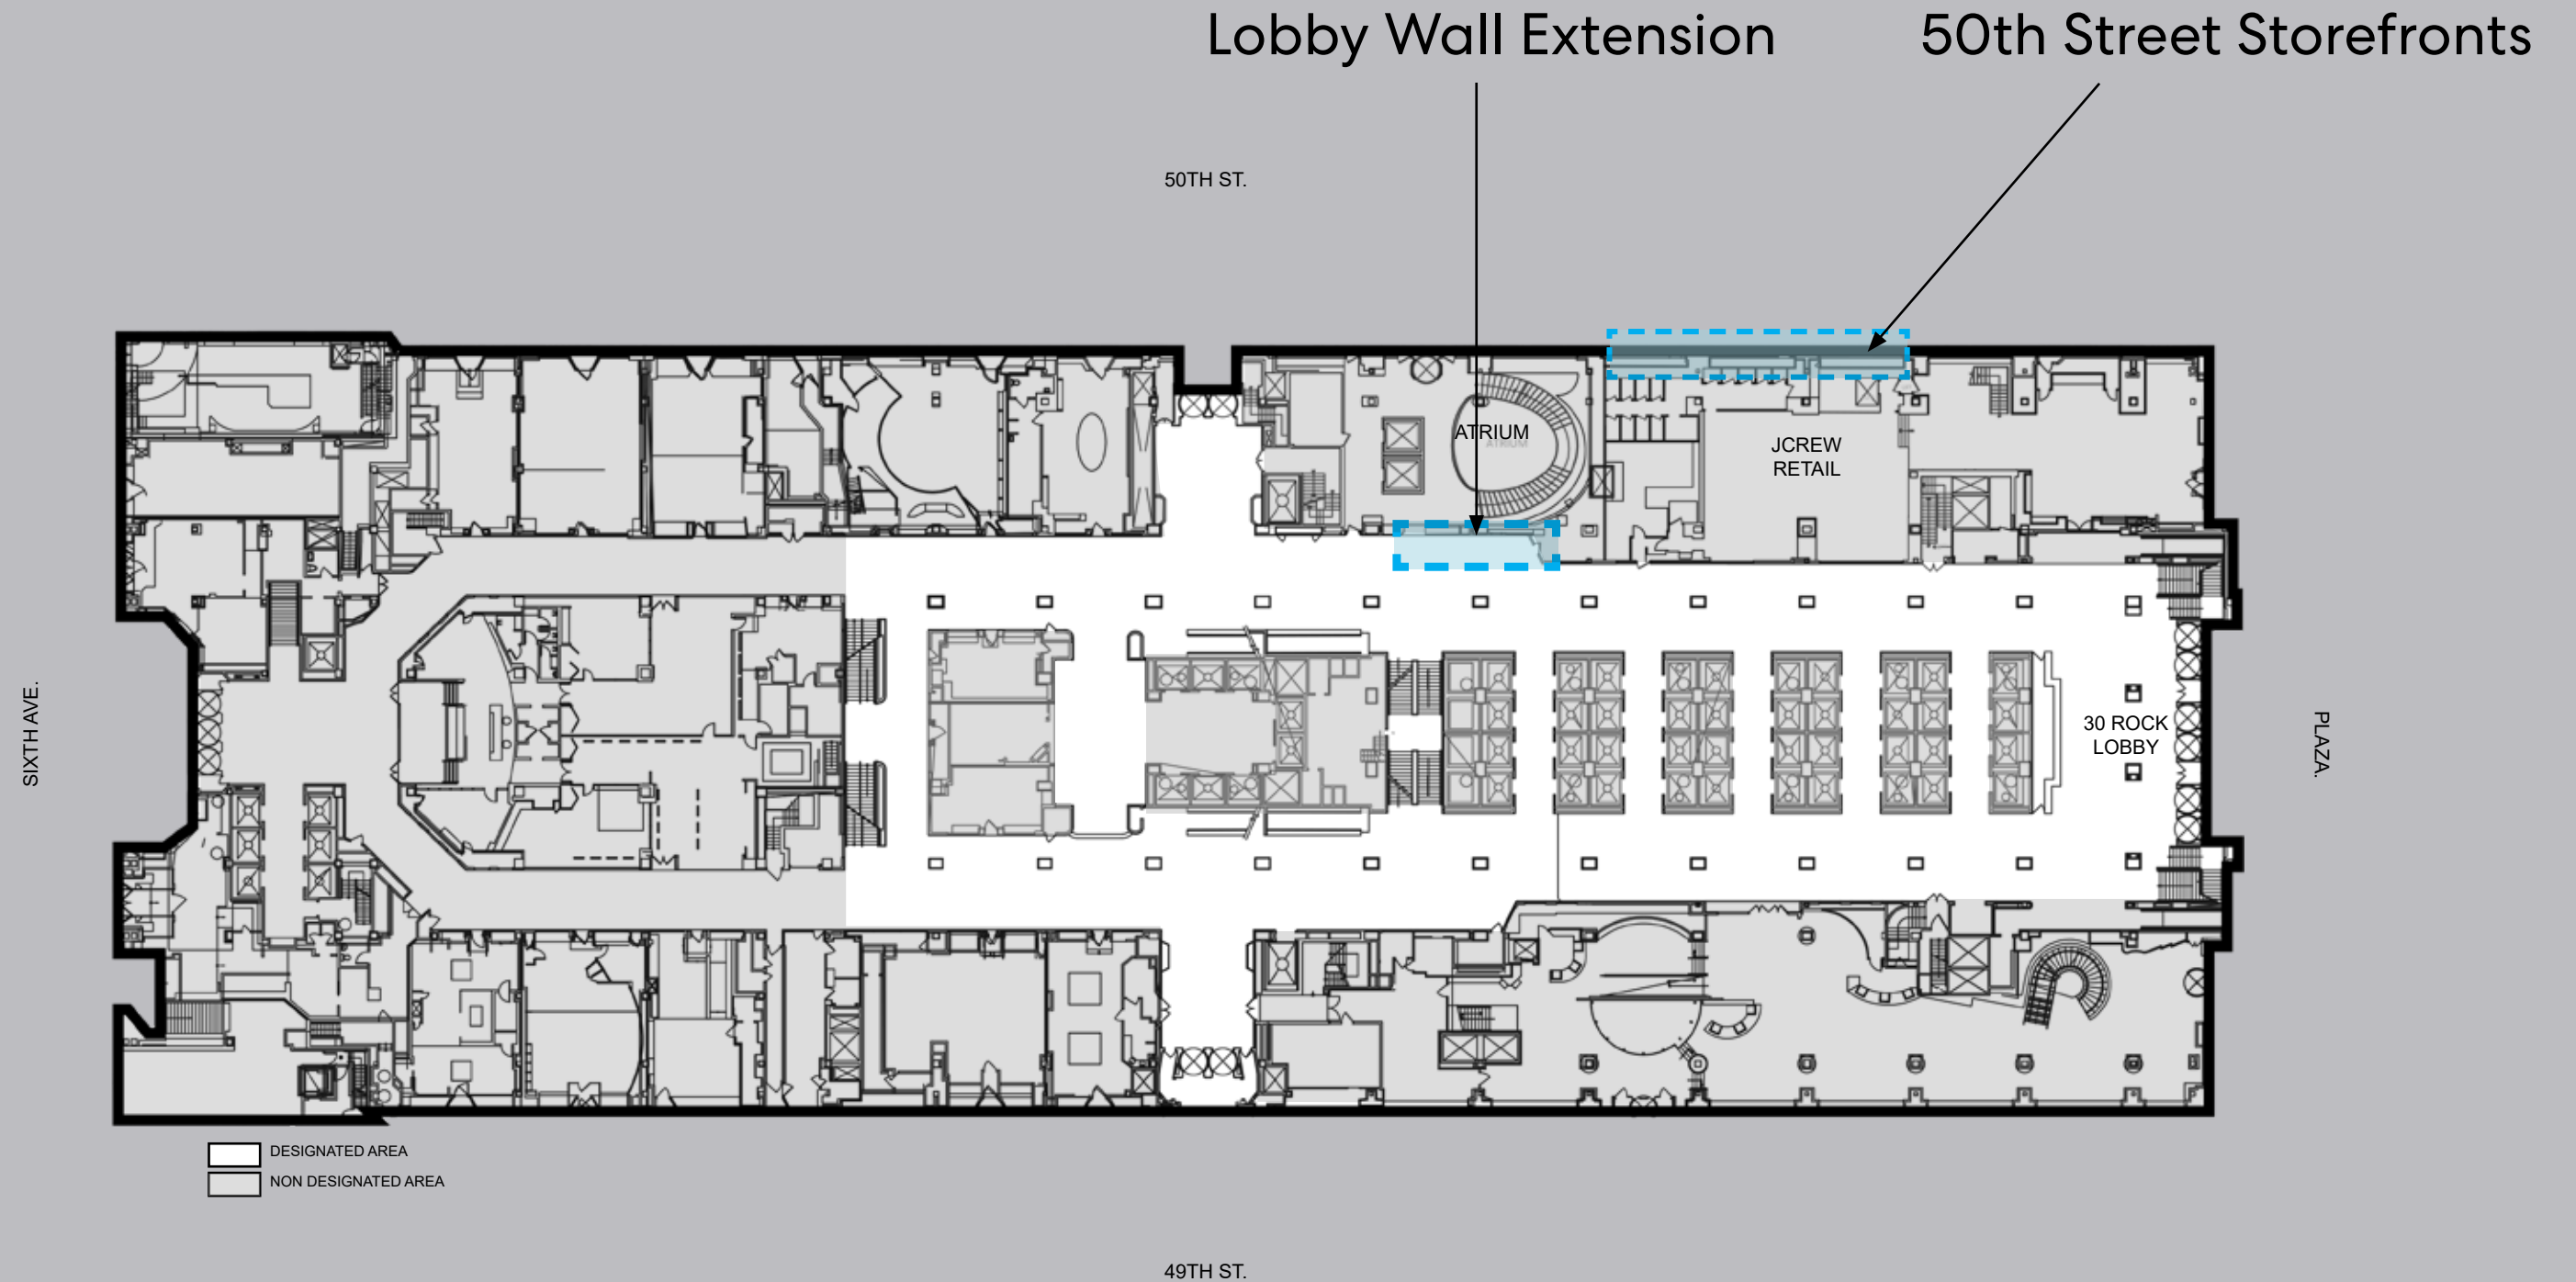 Lobby Wall Extension
50th Street Storefronts
50TH ST.
ATRIUM
ATRIUM
JCREW
RETAIL
SIXTH AVE.
30 ROCK
LOBBY
PLAZA.
DESIGNATED AREA
NON DESIGNATED AREA
49TH ST.